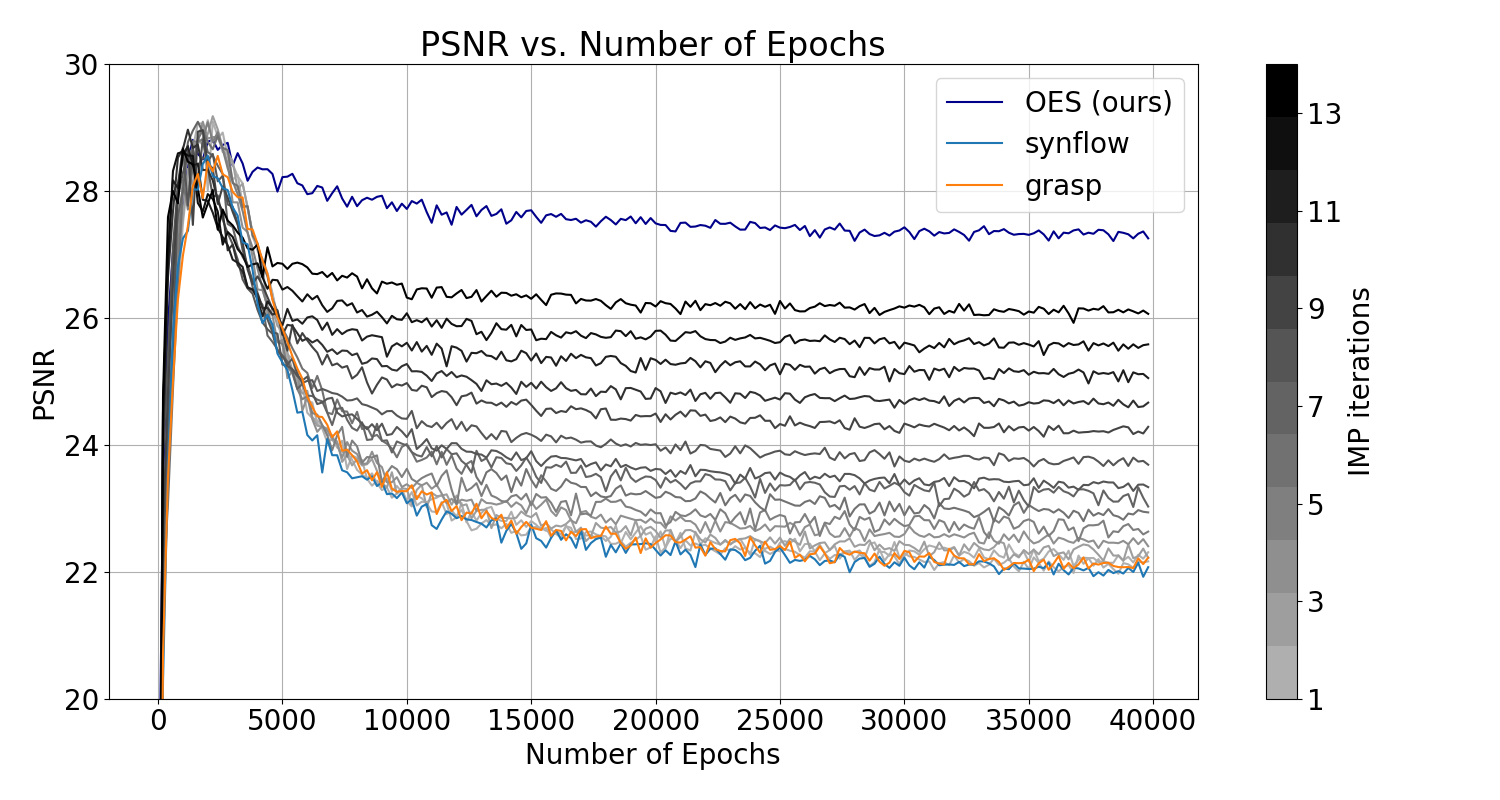 PSNR vs. Number of Epochs
PSNR
30
28
26
24
22
20
0 5000 10000 15000 20000 25000 30000 35000 40000
Number of Epochs
OES (ours)
synflow
grasp
13
11
9
7
5
3
1
IMP iterations